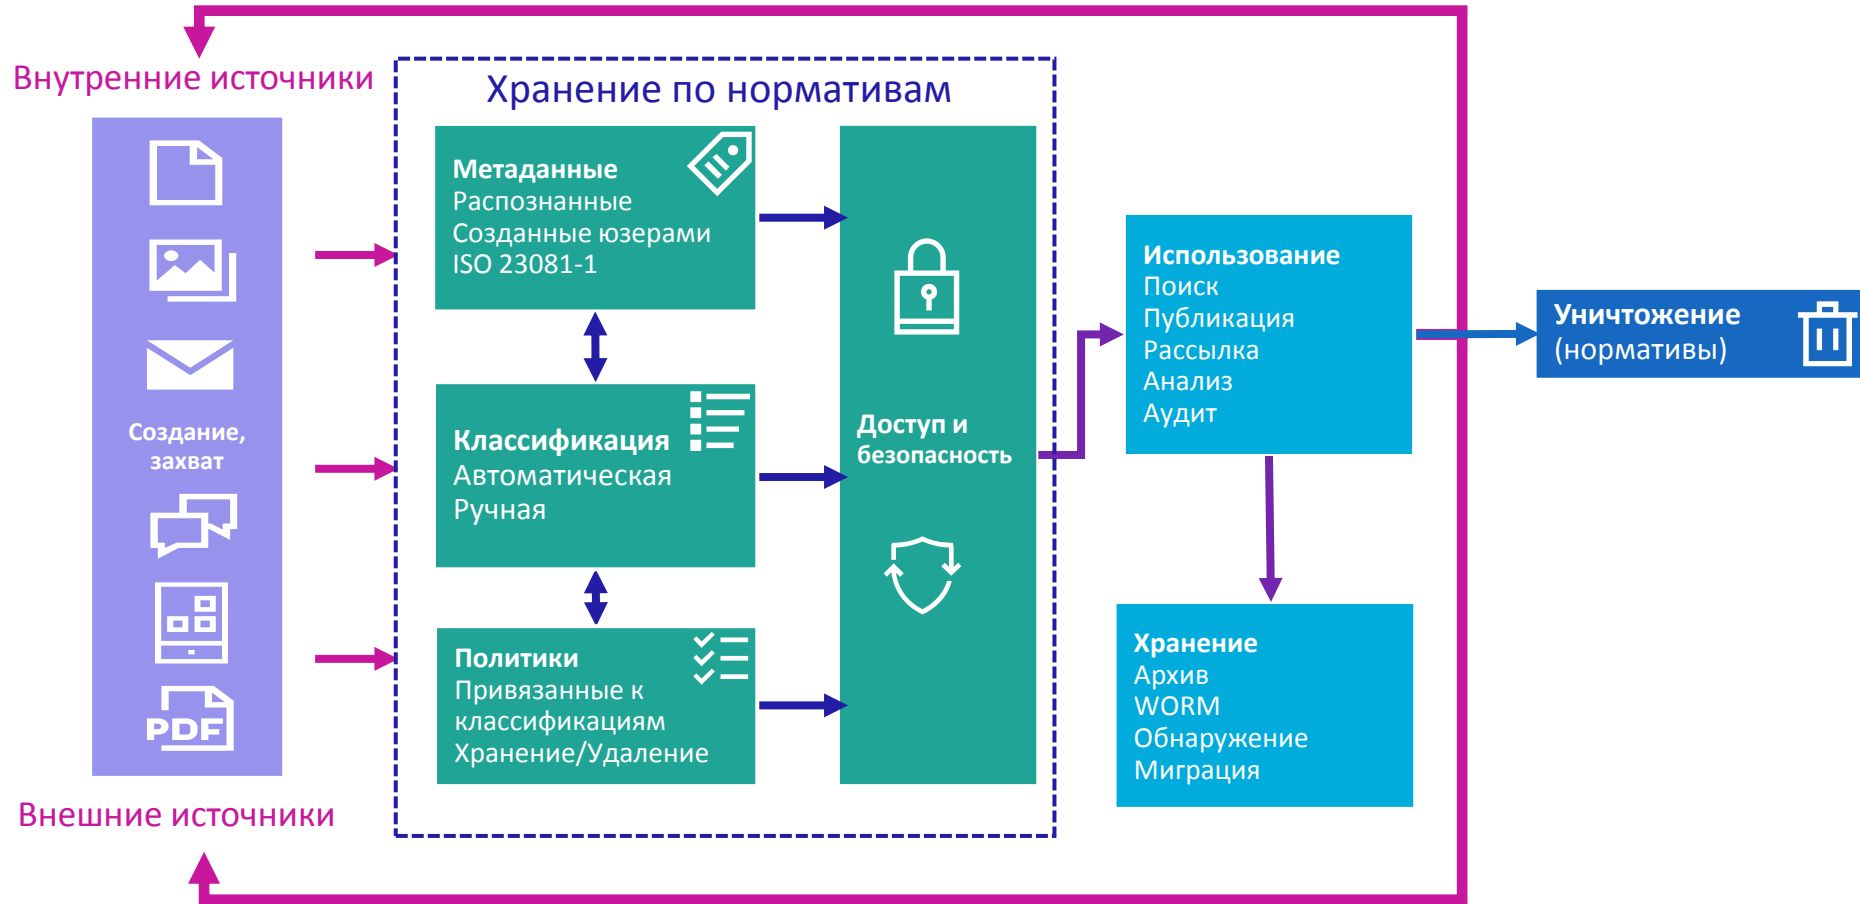 Внутренние источники
Создание,
захват
PDF
Внешние источники
Хранение по нормативам
Метаданные
Распознанные
Созданные юзерами
ISO 23081-1
Классификация
Автоматическая
Ручная
Политики
Привязанные к
классификациям
Хранение/Удаление
Доступ и
безопасность
Использование
Поиск
Публикация
Рассылка
Анализ
Аудит
Хранение
Архив
WORM
Обнаружение
Миграция
Уничтожение
(нормативы)